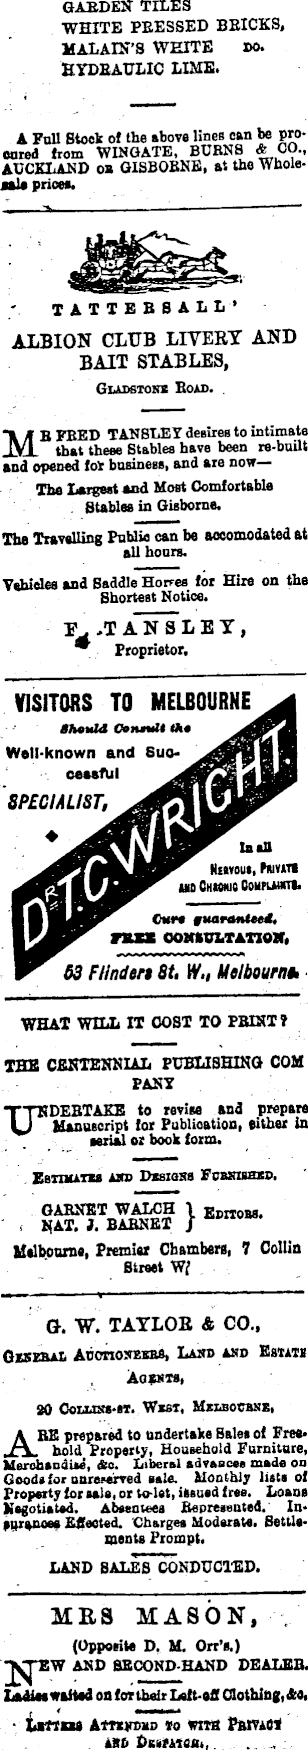 GARDEN TILES
WHITE PRESSED BRICKS,
MALAIN'S WHITE DO.
HYDRAULIC LIME.
A Full Stock of the above lines can be pro-
cured from WINGATE, BURNS & CO.,
AUCKLAND OR GISBORNE, at the Whole-
sale prices.
TATTERSALL'
ALBION CLUB LIVERY AND
BAIT STABLES,
GLADSTONE ROAD.
MR FRED TANSLEY desires to intimate
that these Stables have been re-built
and opened for business, and are now—
The Largest and Most Comfortable
Stables in Gisborne.
The Travelling Public can be accomodated at
all hours.
Vehicles and Saddle Horses for Hire on the
Shortest Notice.
F. TANSLEY,
Proprietor.
VISITORS TO MELBOURNE
Should Consult the
Well-known and Suc-
cessful
SPECIALIST,
DR T.C. WRIGHT.
In all
NERVOUS, PRIVATE
AND CHRONIC COMPLAINTS.
Cure guaranteed.
FREE CONSULTATION,
53 Flinders St. W., Melbourne.
WHAT WILL IT COST TO PRINT?
THE CENTENNIAL PUBLISHING COM
PANY
UNDERTAKE to revise and prepare
Manuscript for Publication, either in
serial or book form.
ESTIMATES AND DESIGNS FURNISHED.
GARNET WALCH } EDITORS.
NAT. J. BARNET
Melbourne, Premier Chambers, 7 Collin
Street W/
G. W. TAYLOR & CO.,
GENERAL AUCTIONEERS, LAND AND ESTATE
AGENTS,
20 COLLINS-ST. WEST, MELBOURNE,
ARE prepared to undertake Sales of Free-
hold Property, Household Furniture,
Merchandise, &c. Liberal advances made on
Goods for unreserved sale. Monthly lists of
Property for sale, or to-let, issued free. Loans
Negotiated. Absentees Represented. In-
surances Effected. Charges Moderate. Settle-
ments Prompt.
LAND SALES CONDUCTED.
MRS MASON,
(Opposite D. M. Orr's.)
NEW AND SECOND-HAND DEALER.
Ladies waited on for their Left-off Clothing, &c.
LETTERS ATTENDED TO WITH PRIVACY
AND DESPATCH.